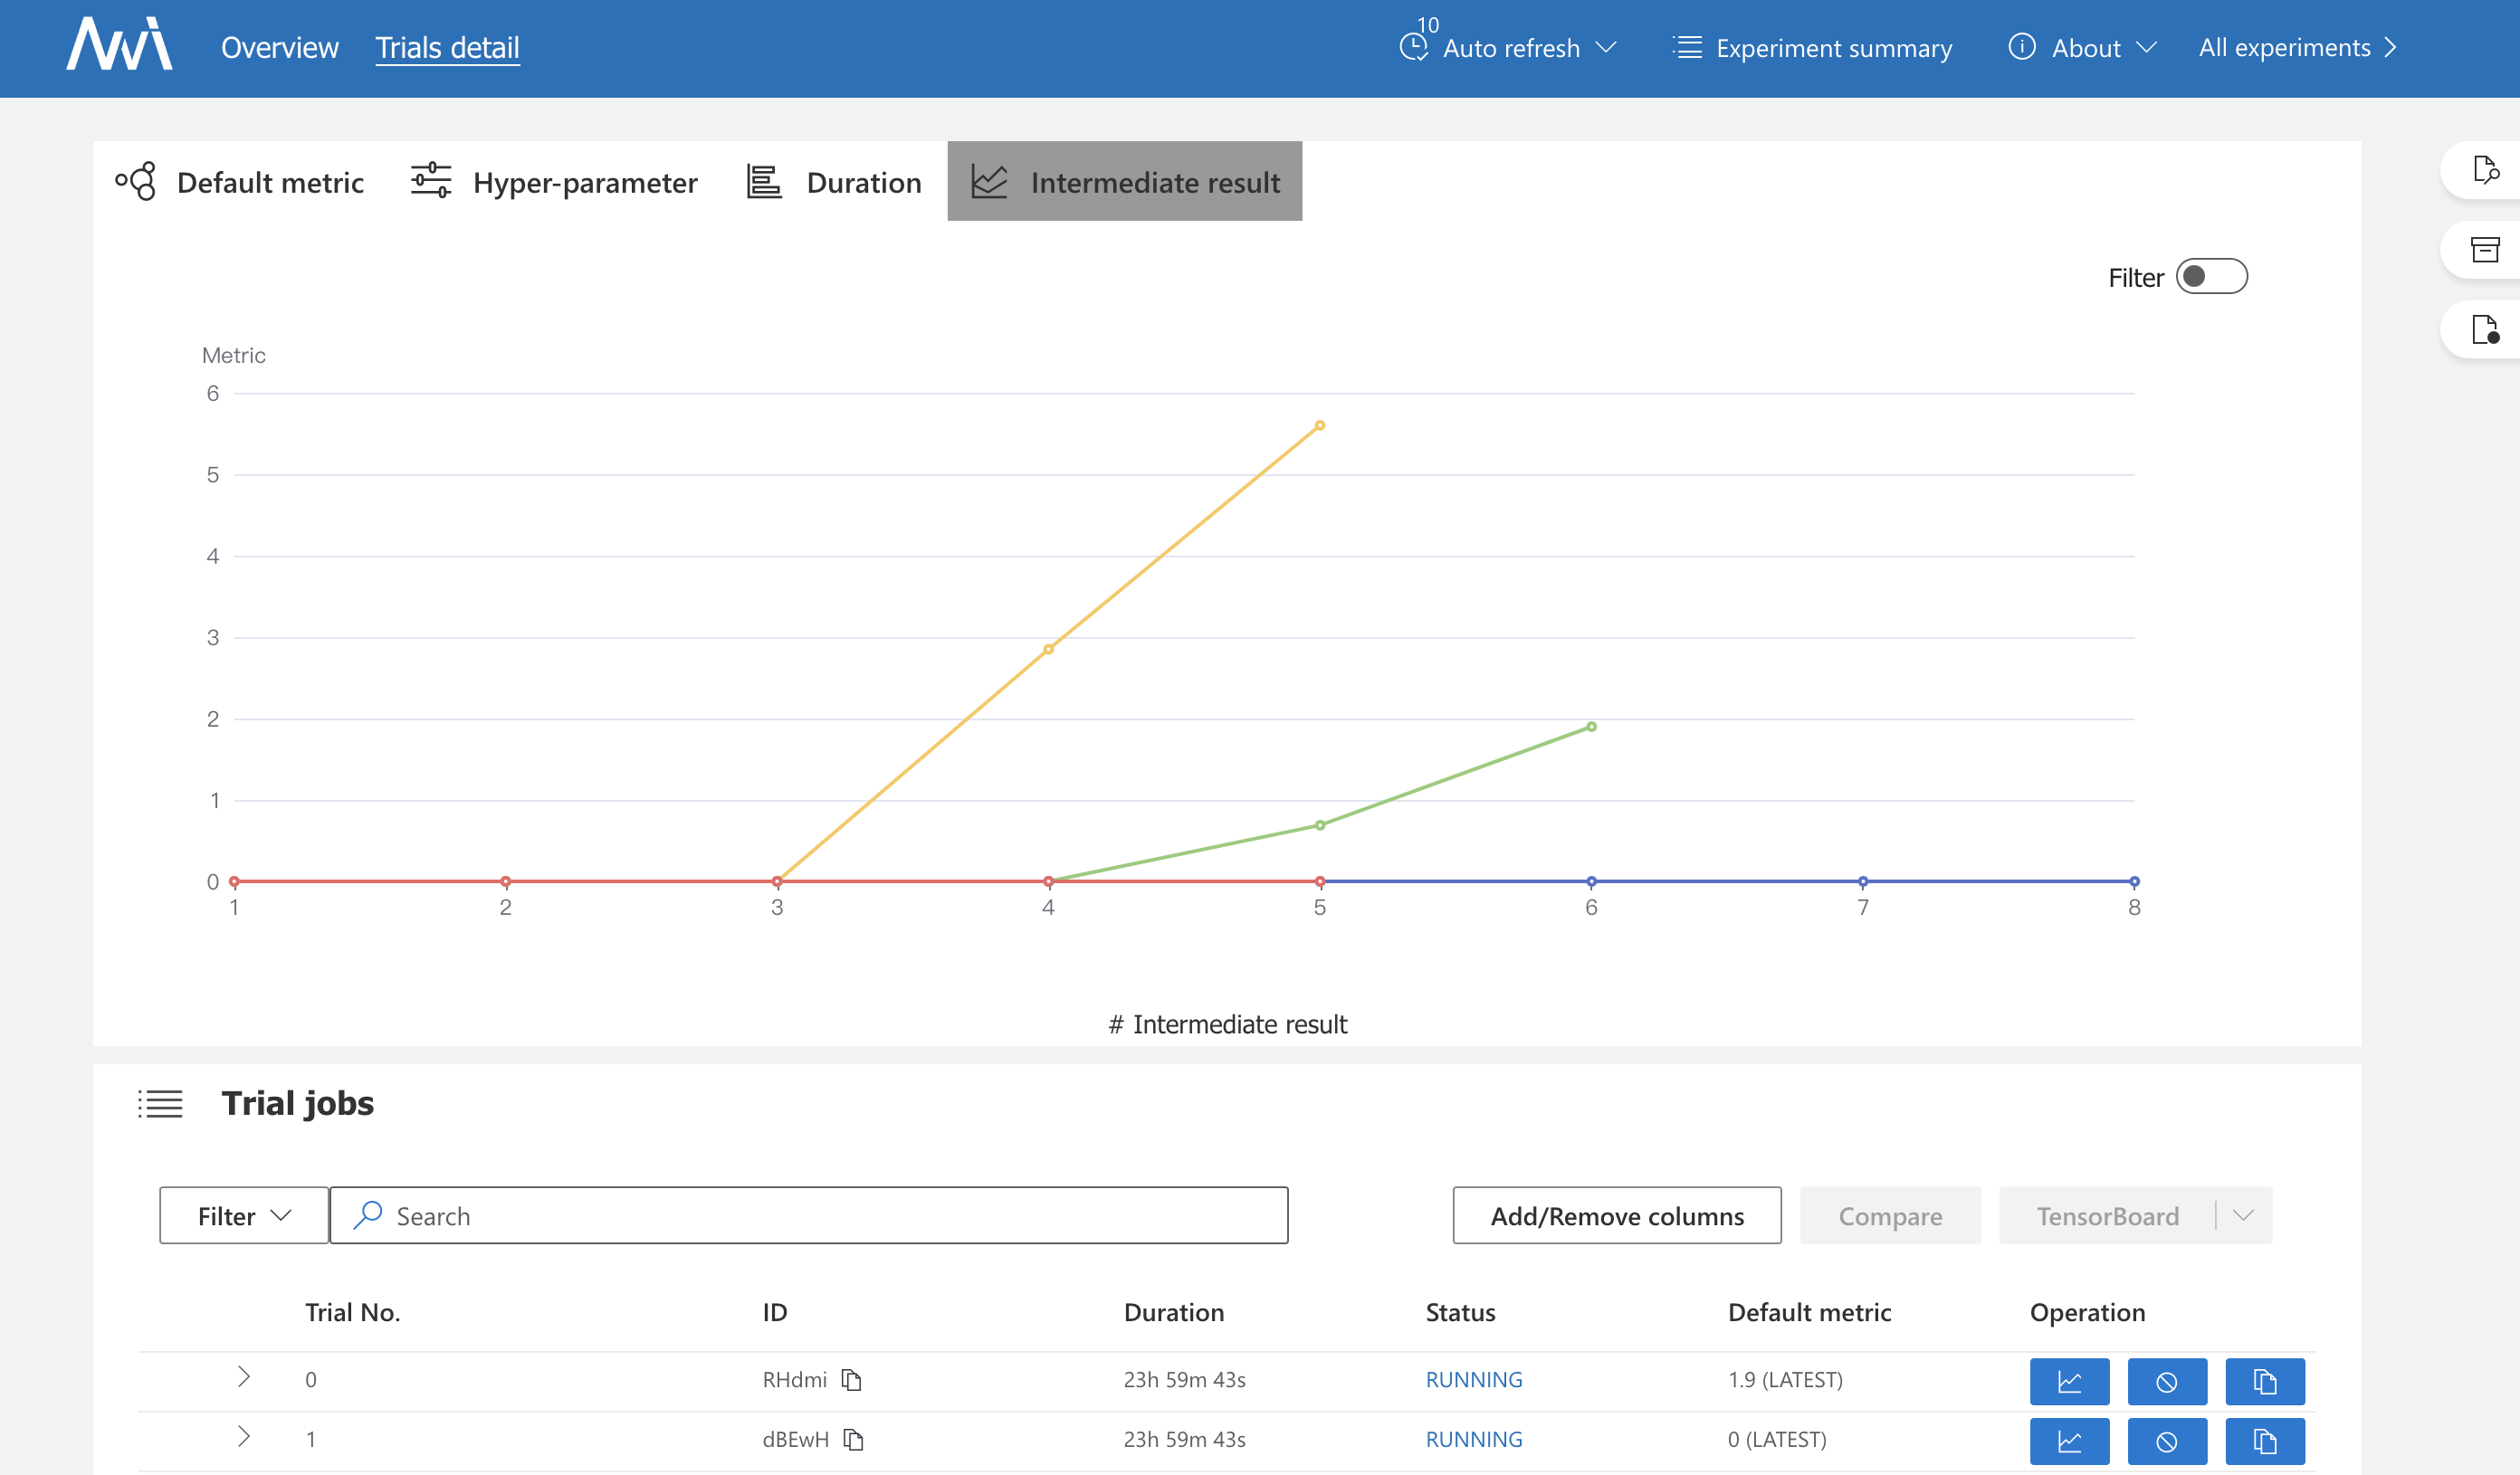 Overview Trials detail 10 Auto refresh Experiment summary About All experiments
Default metric Hyper-parameter Duration Intermediate result
Filter
Metric
6
5
4
3
2
1
0
1 2 3 4 5 6 7 8
# Intermediate result
Trial jobs
Filter Search Add/Remove columns Compare TensorBoard
Trial No. ID Duration Status Default metric Operation
0 RHdmi 23h 59m 43s RUNNING 1.9 (LATEST)
1 dBEwH 23h 59m 43s RUNNING 0 (LATEST)